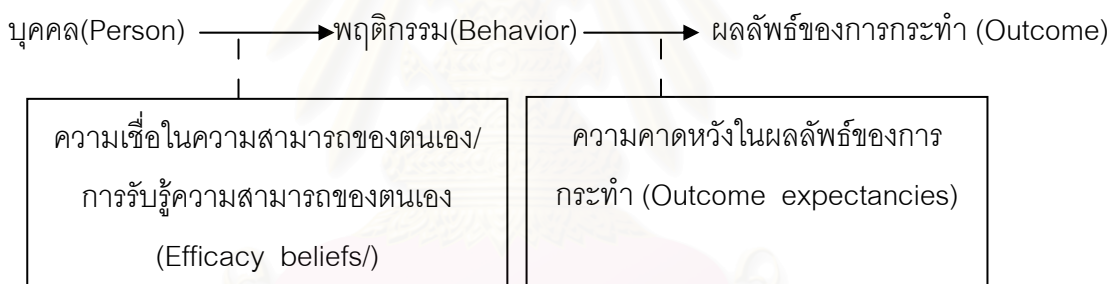 บุคคล(Person) พฤติกรรม(Behavior) ผลลัพธ์ของการกระทำ (Outcome)
ความเชื่อในความสามารถของตนเอง/
การรับรู้ความสามารถของตนเอง
(Efficacy beliefs/)
ความคาดหวังในผลลัพธ์ของการ
กระทำ (Outcome expectancies)